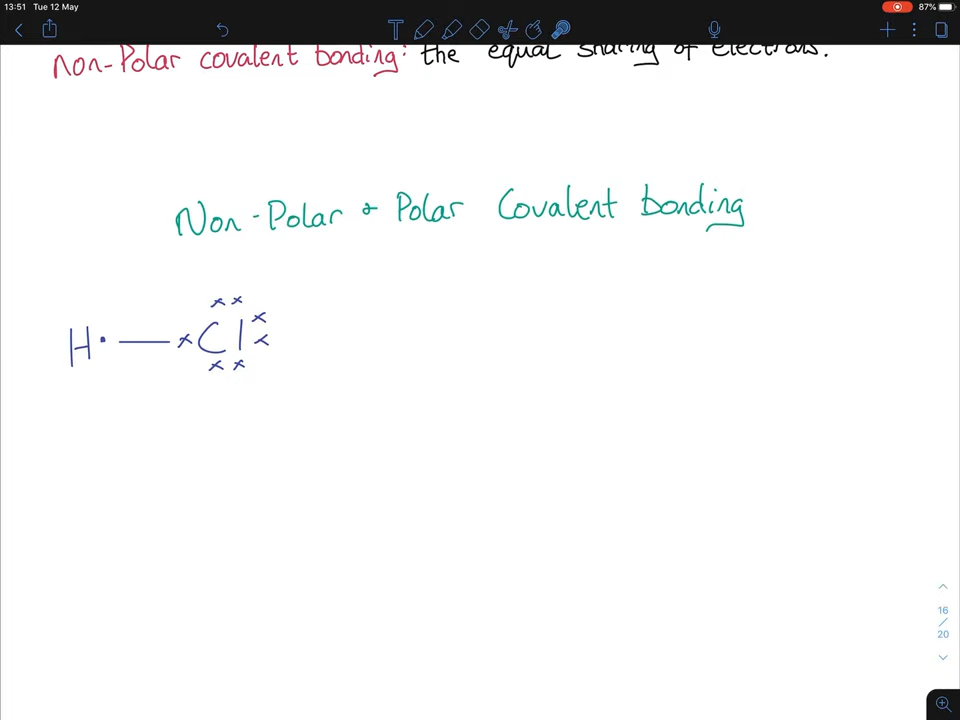 13:51 Tue 12 May
87%
Non-Polar covalent bonding: the equal sharing of electrons.
Non-Polar & Polar Covalent bonding
x x
H• — xCl x
x
x x
16
/
20